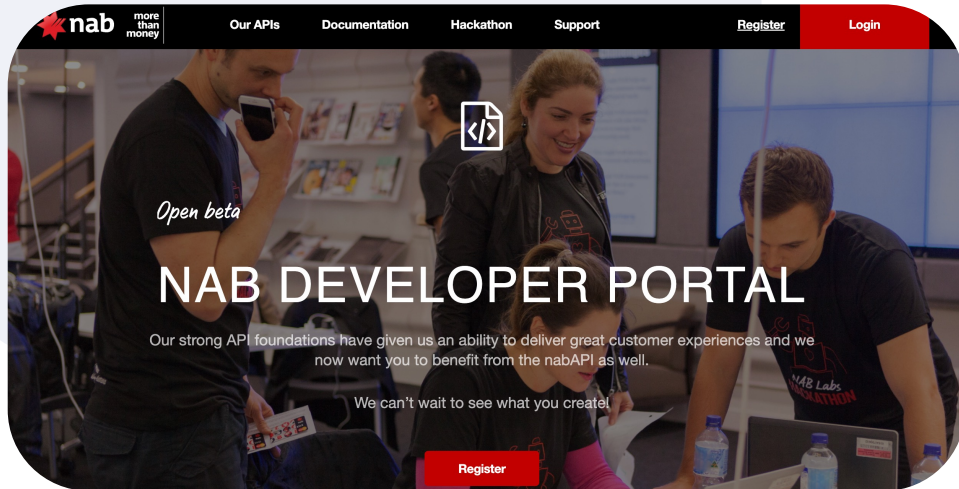 nab
more
than
money
Our APIs
Documentation
Hackathon
Support
Register
Login
Open beta
NAB DEVELOPER PORTAL
Our strong API foundations have given us an ability to deliver great customer experiences and we
now want you to benefit from the nabAPI as well.
We can't wait to see what you create!
NAB Labs
HACKATHON
Register